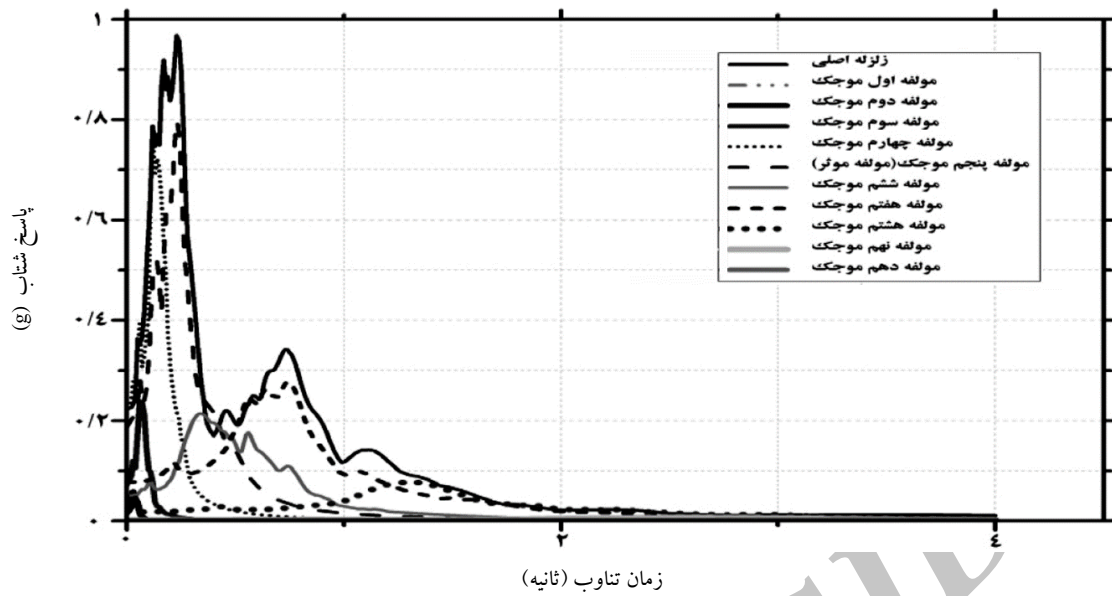 ۱
۰/۸
۰/۶
۰/۴
۰/۲
۰
۰
۲
۴
پاسخ شتاب (g)
زمان تناوب (ثانیه)
زلزله اصلی
مولفه اول موجک
مولفه دوم موجک
مولفه سوم موجک
مولفه چهارم موجک
مولفه پنجم موجک(مولفه موثر)
مولفه ششم موجک
مولفه هفتم موجک
مولفه هشتم موجک
مولفه نهم موجک
مولفه دهم موجک